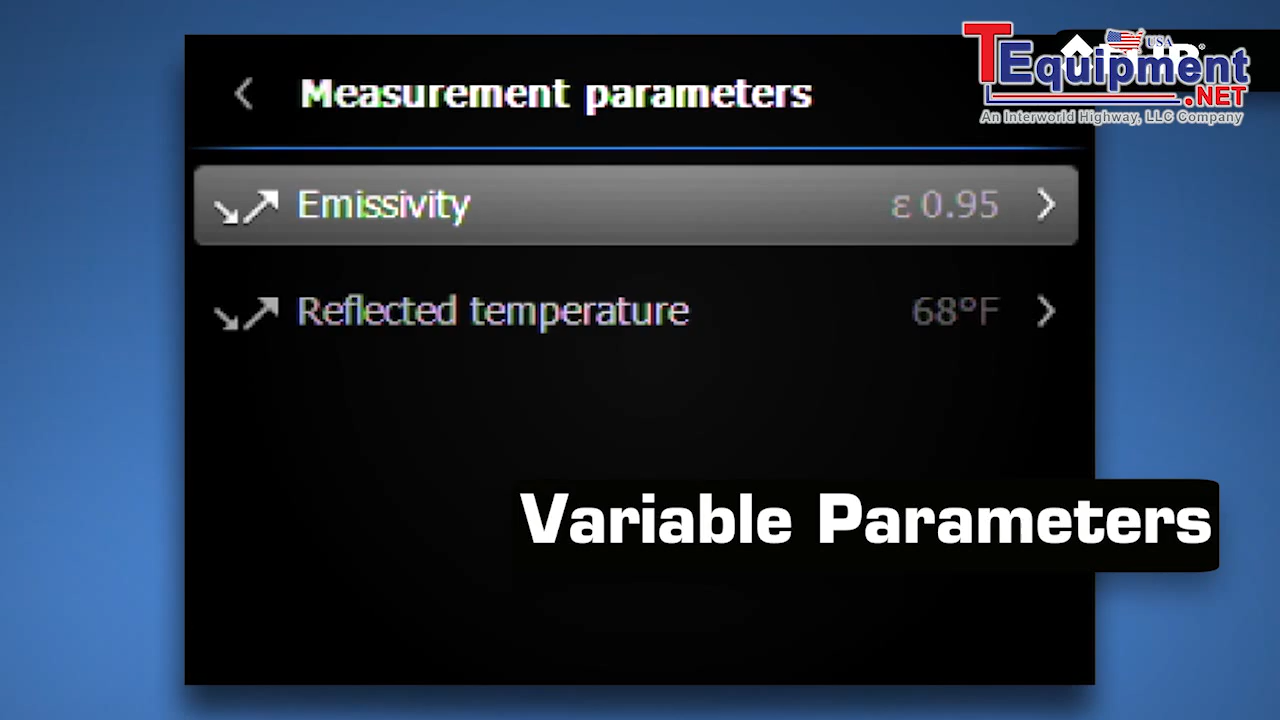 Measurement parameters
Emissivity ε 0.95
Reflected temperature 68°F
Variable Parameters
USA
TEquipment
.NET
An Interworld Highway, LLC Company